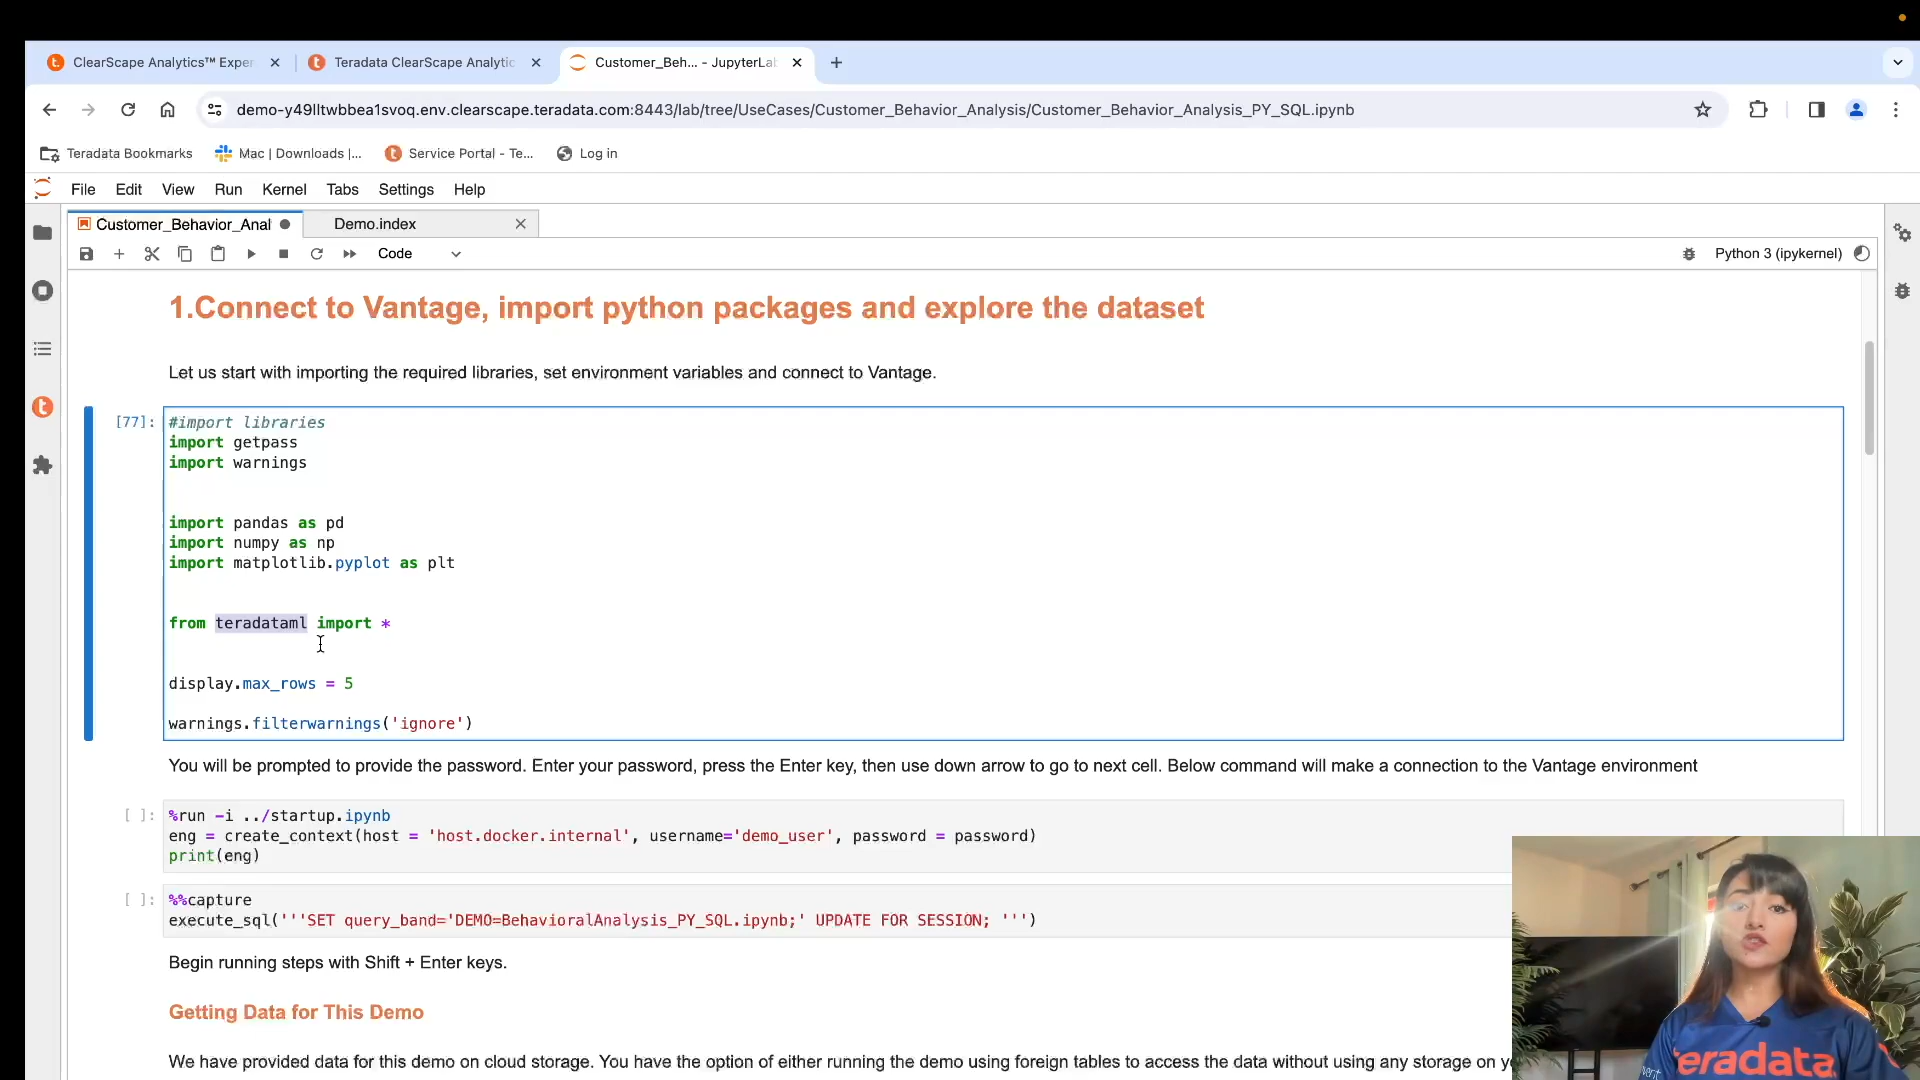 ClearScape Analytics™ Exper
Teradata ClearScape Analytic
Customer_Beh... - JupyterLab
demo-y49lltwbbea1svoq.env.clearscape.teradata.com:8443/lab/tree/UseCases/Customer_Behavior_Analysis/Customer_Behavior_Analysis_PY_SQL.ipynb
Teradata Bookmarks
Mac | Downloads |...
Service Portal - Te...
Log in
File Edit View Run Kernel Tabs Settings Help
Customer_Behavior_Anal
Demo.index
Code
Python 3 (ipykernel)
1.Connect to Vantage, import python packages and explore the dataset
Let us start with importing the required libraries, set environment variables and connect to Vantage.
[77]:
#import libraries
import getpass
import warnings
import pandas as pd
import numpy as np
import matplotlib.pyplot as plt
from teradataml import *
display.max_rows = 5
warnings.filterwarnings('ignore')
You will be prompted to provide the password. Enter your password, press the Enter key, then use down arrow to go to next cell. Below command will make a connection to the Vantage environment
[ ]:
%run -i ../startup.ipynb
eng = create_context(host = 'host.docker.internal', username='demo_user', password = password)
print(eng)
[ ]:
%%capture
execute_sql('''SET query_band='DEMO=BehavioralAnalysis_PY_SQL.ipynb;' UPDATE FOR SESSION; ''')
Begin running steps with Shift + Enter keys.
Getting Data for This Demo
We have provided data for this demo on cloud storage. You have the option of either running the demo using foreign tables to access the data without using any storage on
eradata